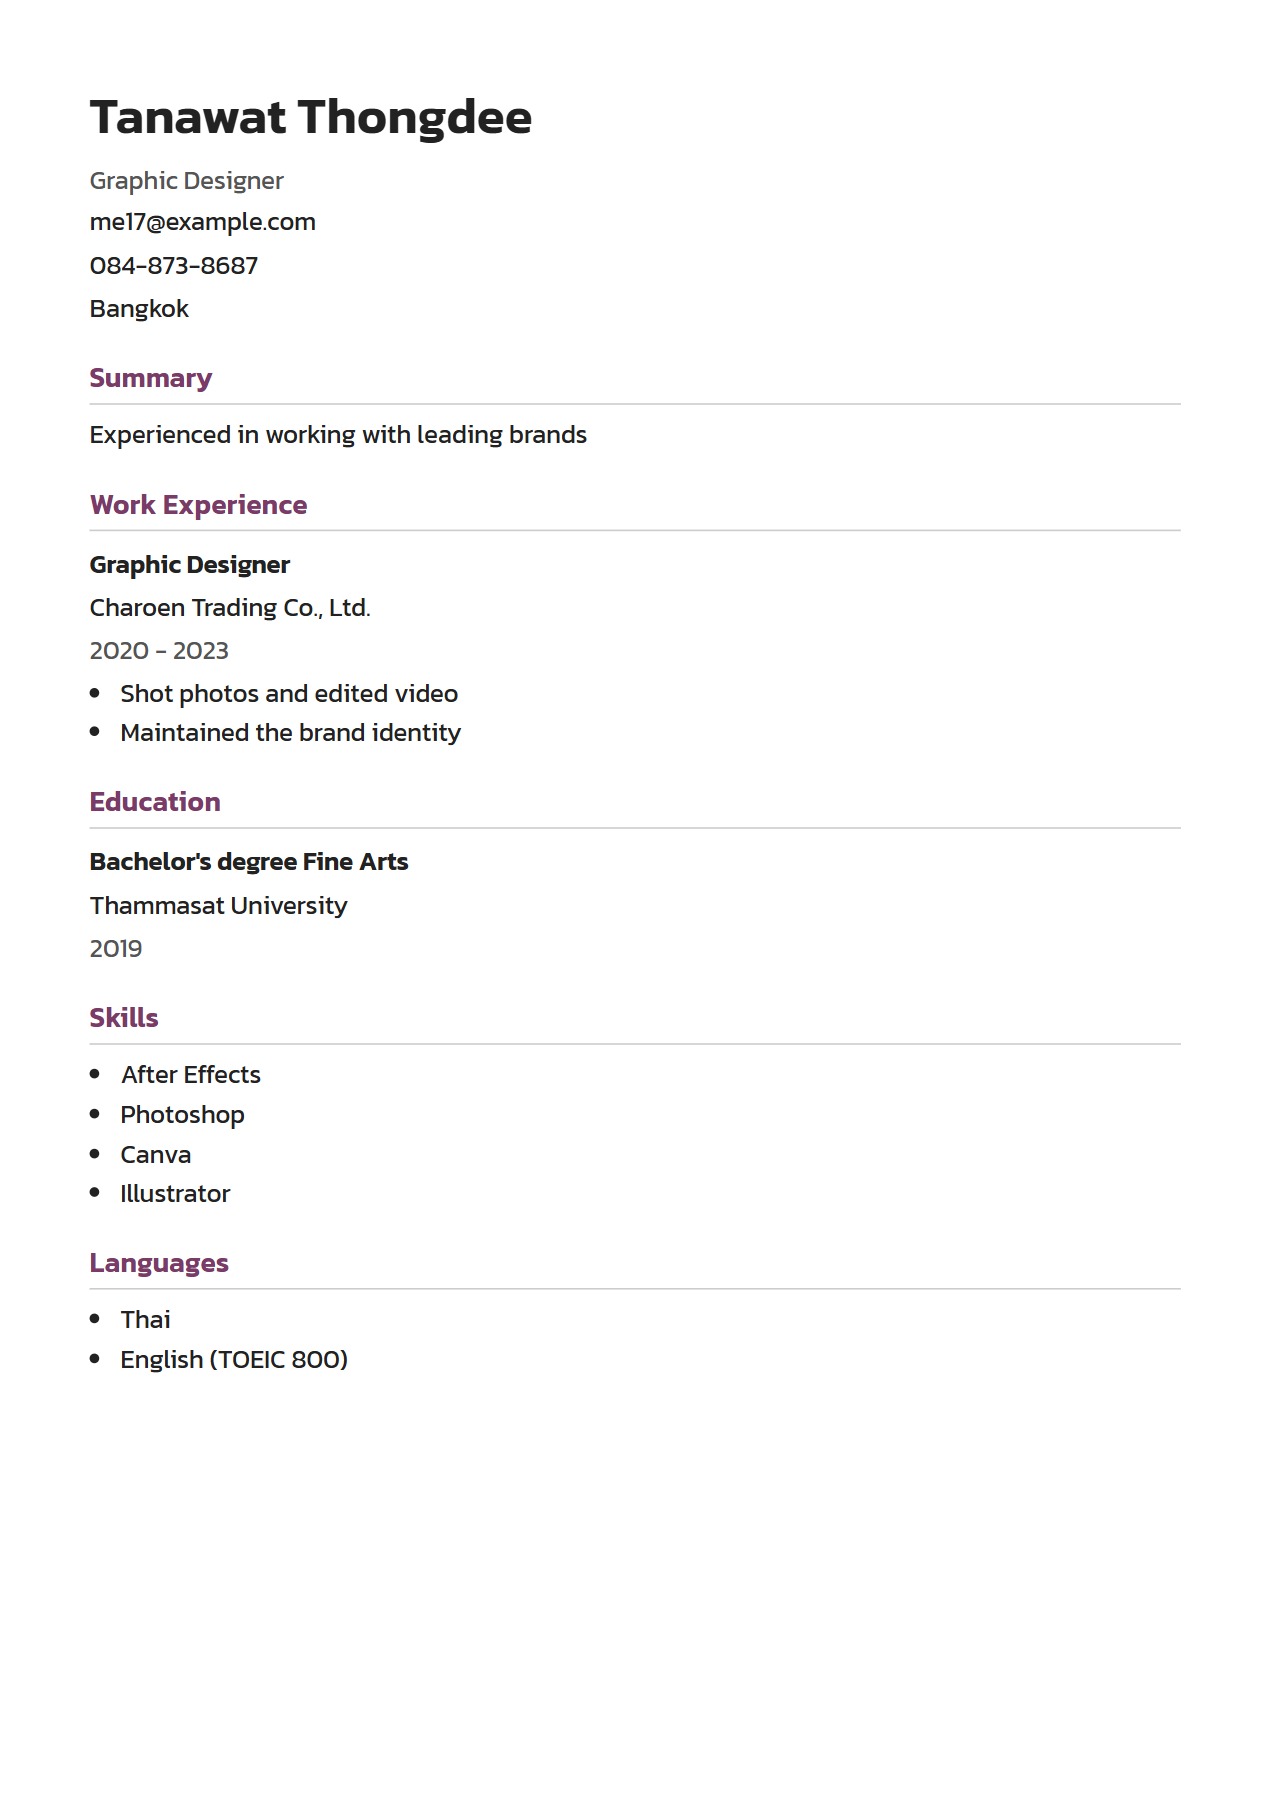 Tanawat Thongdee
Graphic Designer
me17@example.com
084-873-8687
Bangkok
Summary
Experienced in working with leading brands
Work Experience
Graphic Designer
Charoen Trading Co., Ltd.
2020 - 2023
• Shot photos and edited video
• Maintained the brand identity
Education
Bachelor's degree Fine Arts
Thammasat University
2019
Skills
• After Effects
• Photoshop
• Canva
• Illustrator
Languages
• Thai
• English (TOEIC 800)